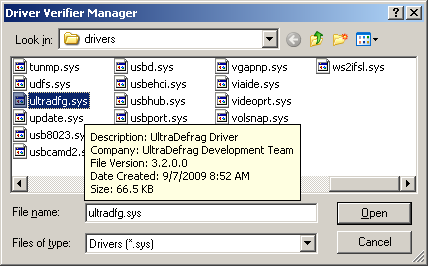 Driver Verifier Manager
Look in: drivers
tunmp.sys usbd.sys vgapnp.sys ws2ifsl.sys
udfs.sys usbehci.sys viaide.sys
ultradfg.sys usbhub.sys videoprt.sys
update.sys usbport.sys volsnap.sys
usb8023.sys
usbcamd2.sys
Description: UltraDefrag Driver
Company: UltraDefrag Development Team
File Version: 3.2.0.0
Date Created: 9/7/2009 8:52 AM
Size: 66.5 KB
File name: ultradfg.sys Open
Files of type: Drivers (*.sys) Cancel